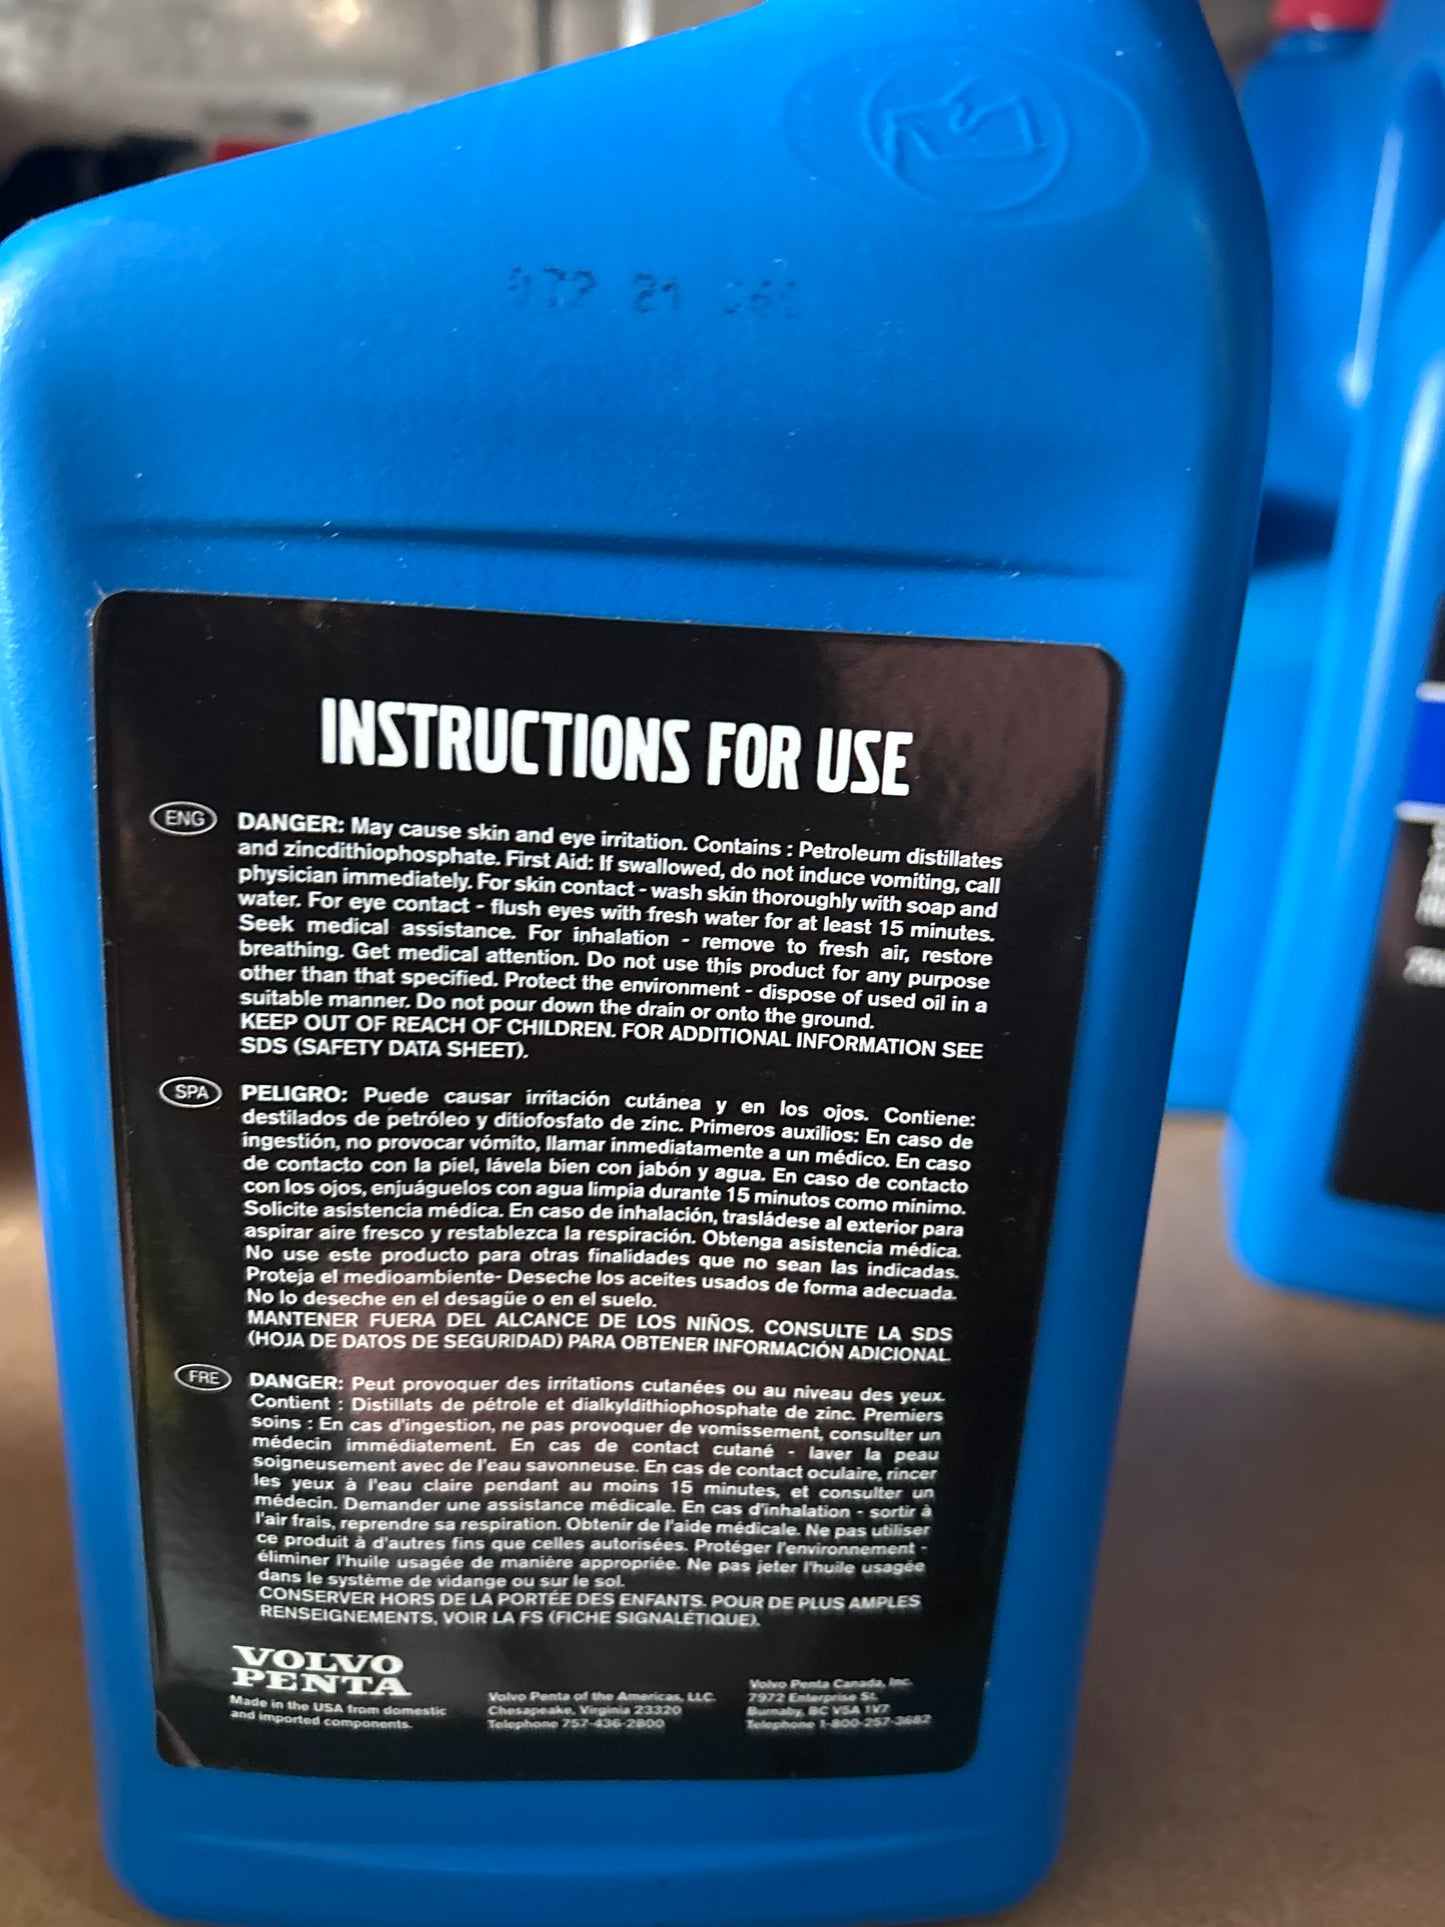 072 21
INSTRUCTIONS FOR USE
ENG
DANGER: May cause skin and eye irritation. Contains : Petroleum distillates
and zincdithiophosphate. First Aid: If swallowed, do not induce vomiting, call
physician immediately. For skin contact - wash skin thoroughly with soap and
water. For eye contact - flush eyes with fresh water for at least 15 minutes.
Seek medical assistance. For inhalation - remove to fresh air, restore
breathing. Get medical attention. Do not use this product for any purpose
other than that specified. Protect the environment - dispose of used oil in a
suitable manner. Do not pour down the drain or onto the ground.
KEEP OUT OF REACH OF CHILDREN. FOR ADDITIONAL INFORMATION SEE
SDS (SAFETY DATA SHEET).
SPA
PELIGRO: Puede causar irritación cutánea y en los ojos. Contiene:
destilados de petróleo y ditiofosfato de zinc. Primeros auxilios: En caso de
ingestión, no provocar vómito, llamar inmediatamente a un médico. En caso
de contacto con la piel, lávela bien con jabón y agua. En caso de contacto
con los ojos, enjuáguelos con agua limpia durante 15 minutos como mínimo.
Solicite asistencia médica. En caso de inhalación, trasládese al exterior para
aspirar aire fresco y restablezca la respiración. Obtenga asistencia médica.
No use este producto para otras finalidades que no sean las indicadas.
Proteja el medioambiente- Deseche los aceites usados de forma adecuada.
No lo deseche en el desagüe o en el suelo.
MANTENER FUERA DEL ALCANCE DE LOS NIÑOS. CONSULTE LA SDS
(HOJA DE DATOS DE SEGURIDAD) PARA OBTENER INFORMACIÓN ADICIONAL.
FRE
DANGER: Peut provoquer des irritations cutanées ou au niveau des yeux.
Contient : Distillats de pétrole et dialkyldithiophosphate de zinc. Premiers
soins : En cas d'ingestion, ne pas provoquer de vomissement, consulter un
médecin immédiatement. En cas de contact cutané - laver la peau
soigneusement avec de l'eau savonneuse. En cas de contact oculaire, rincer
les yeux à l'eau claire pendant au moins 15 minutes, et consulter un
médecin. Demander une assistance médicale. En cas d'inhalation - sortir à
l'air frais, reprendre sa respiration. Obtenir de l'aide médicale. Ne pas utiliser
ce produit à d'autres fins que celles autorisées. Protéger l'environnement -
éliminer l'huile usagée de manière appropriée. Ne pas jeter l'huile usagée
dans le système de vidange ou sur le sol.
CONSERVER HORS DE LA PORTÉE DES ENFANTS. POUR DE PLUS AMPLES
RENSEIGNEMENTS, VOIR LA FS (FICHE SIGNALÉTIQUE).
VOLVO
PENTA
Made in the USA from domestic
and imported components.
Volvo Penta of the Americas, LLC.
Chesapeake, Virginia 23320
Telephone 757-436-2800
Volvo Penta Canada, Inc.
7972 Enterprise St.
Burnaby, BC V5A 1V7
Telephone 1-800-257-3682